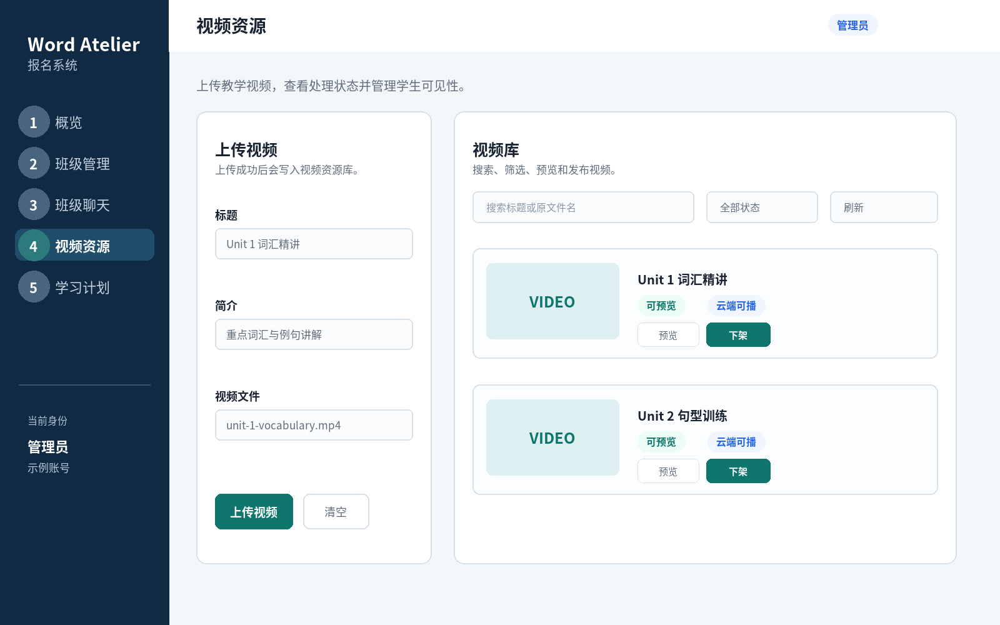 Word Atelier
报名系统
1 概览
2 班级管理
3 班级聊天
4 视频资源
5 学习计划
当前身份
管理员
示例账号
视频资源
管理员
上传教学视频，查看处理状态并管理学生可见性。
上传视频
上传成功后会写入视频资源库。
标题
Unit 1 词汇精讲
简介
重点词汇与例句讲解
视频文件
unit-1-vocabulary.mp4
上传视频 清空
视频库
搜索、筛选、预览和发布视频。
搜索标题或原文件名 全部状态 刷新
VIDEO
Unit 1 词汇精讲
可预览 云端可播
预览 下架
VIDEO
Unit 2 句型训练
可预览 云端可播
预览 下架